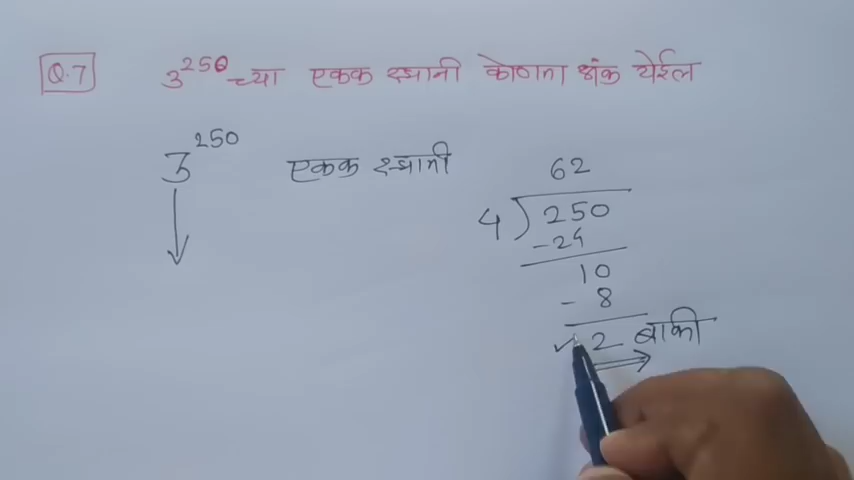 Q.7 3^250 च्या एकक स्थानी कोणता अंक येईल
3^250 एकक स्थानी
62
4 ) 250
-24
10
- 8
✓ 2 बाकी